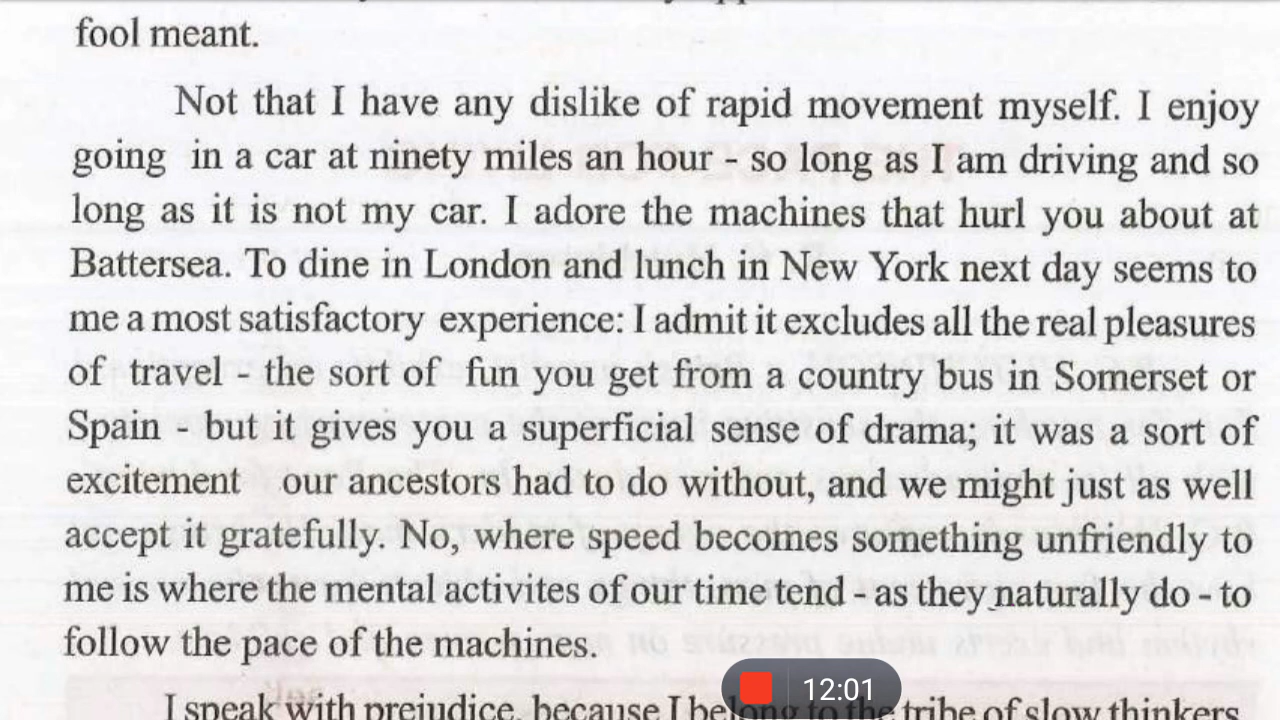 fool meant.
Not that I have any dislike of rapid movement myself. I enjoy
going in a car at ninety miles an hour - so long as I am driving and so
long as it is not my car. I adore the machines that hurl you about at
Battersea. To dine in London and lunch in New York next day seems to
me a most satisfactory experience: I admit it excludes all the real pleasures
of travel - the sort of fun you get from a country bus in Somerset or
Spain - but it gives you a superficial sense of drama; it was a sort of
excitement our ancestors had to do without, and we might just as well
accept it gratefully. No, where speed becomes something unfriendly to
me is where the mental activites of our time tend - as they naturally do - to
follow the pace of the machines.
I speak with prejudice, because I belong to the tribe of slow thinkers,
12:01